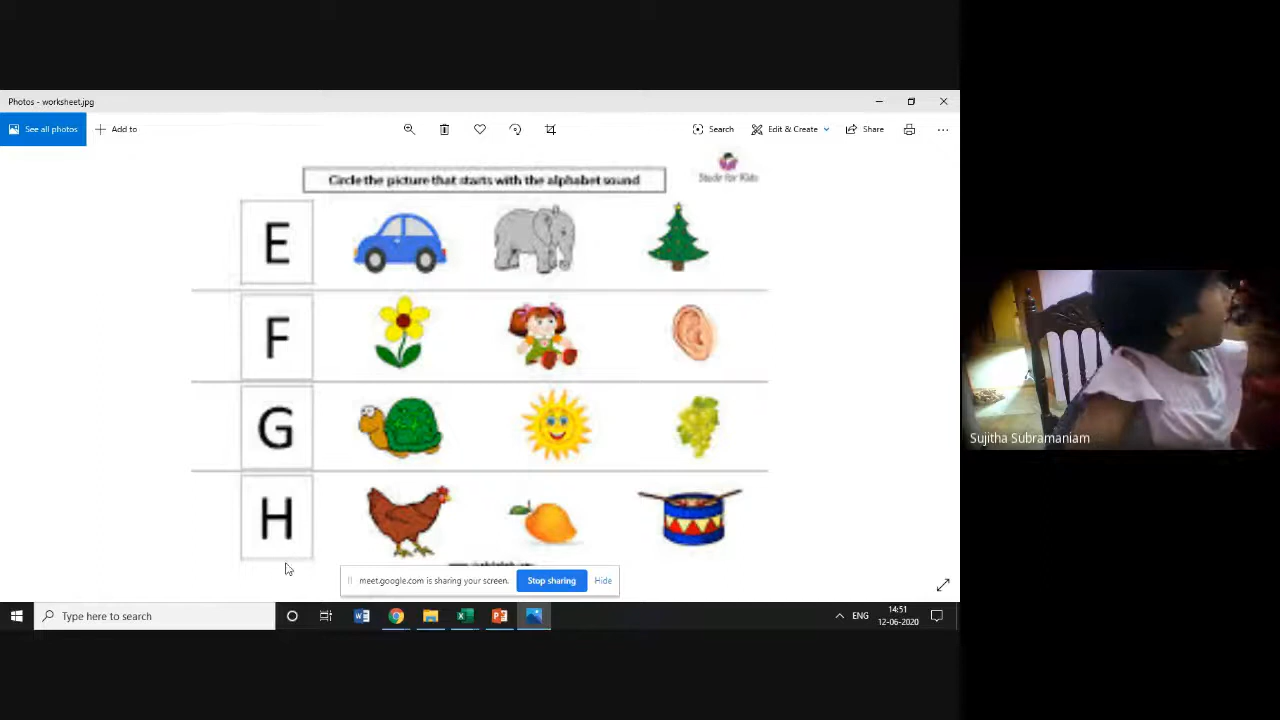 Photos - worksheet.jpg
See all photos
Add to
Search
Edit & Create
Share
Circle the picture that starts with the alphabet sound
Study for Kids
E
F
G
H
Sujitha Subramaniam
meet.google.com is sharing your screen.
Stop sharing
Hide
Type here to search
ENG
14:51
12-06-2020